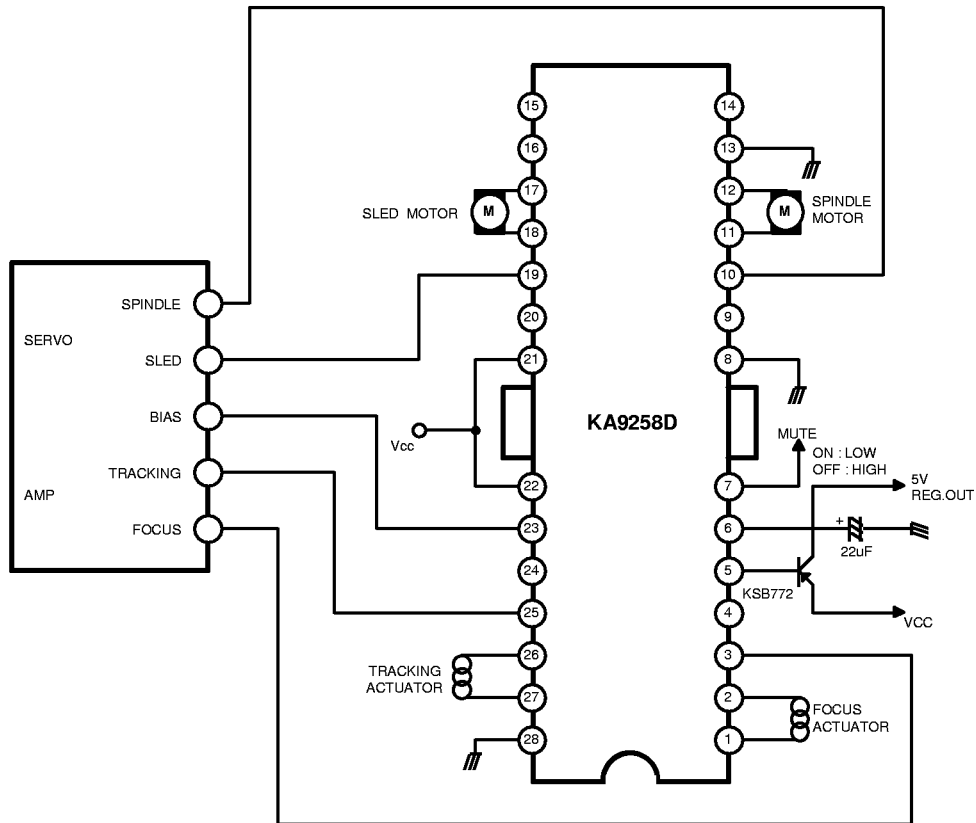 15
14
16
13
17
12
SLED MOTOR
M
M
SPINDLE
MOTOR
18
11
19
10
SPINDLE
20
9
SERVO
SLED
21
8
BIAS
KA9258D
Vcc
MUTE
ON : LOW
OFF : HIGH
TRACKING
AMP
22
7
5V
REG.OUT
FOCUS
23
6
+
22uF
24
5
KSB772
25
4
VCC
26
3
TRACKING
ACTUATOR
27
2
FOCUS
ACTUATOR
28
1